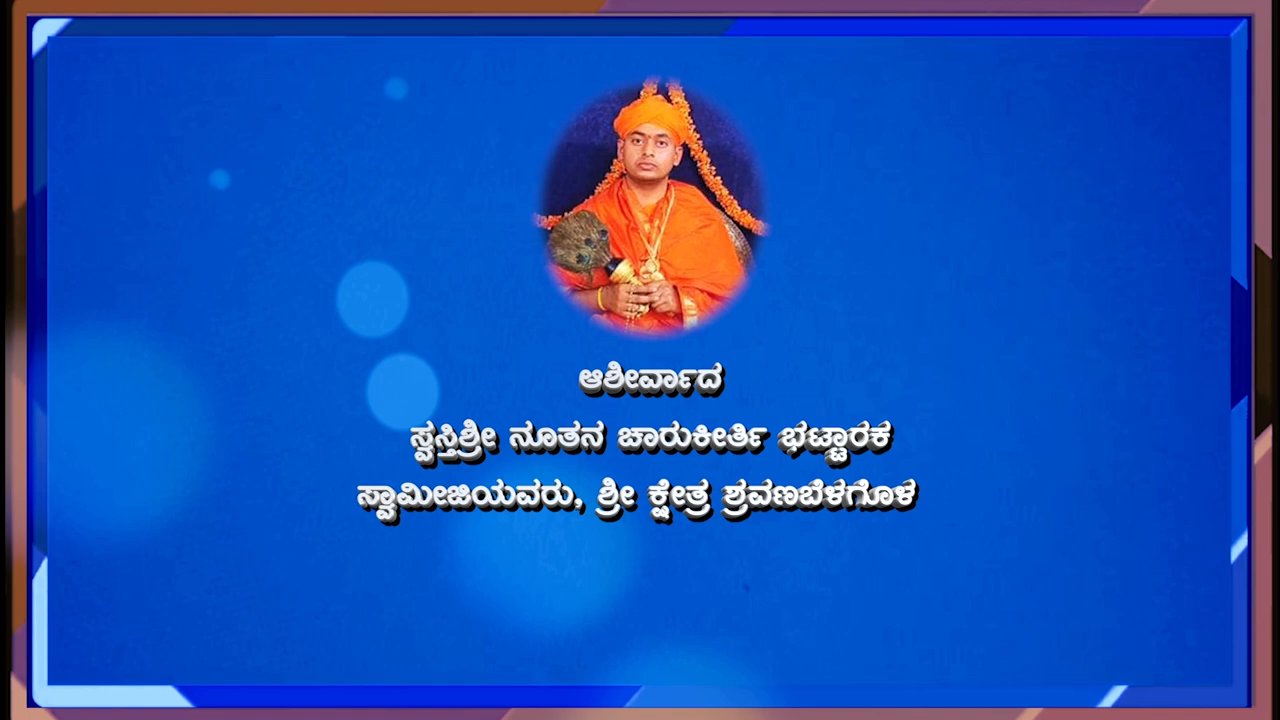 ಆಶೀರ್ವಾದ
ಸ್ವಸ್ತಿಶ್ರೀ ನೂತನ ಚಾರುಕೀರ್ತಿ ಭಟ್ಟಾರಕ
ಸ್ವಾಮೀಜಿಯವರು, ಶ್ರೀ ಕ್ಷೇತ್ರ ಶ್ರವಣಬೆಳಗೊಳ